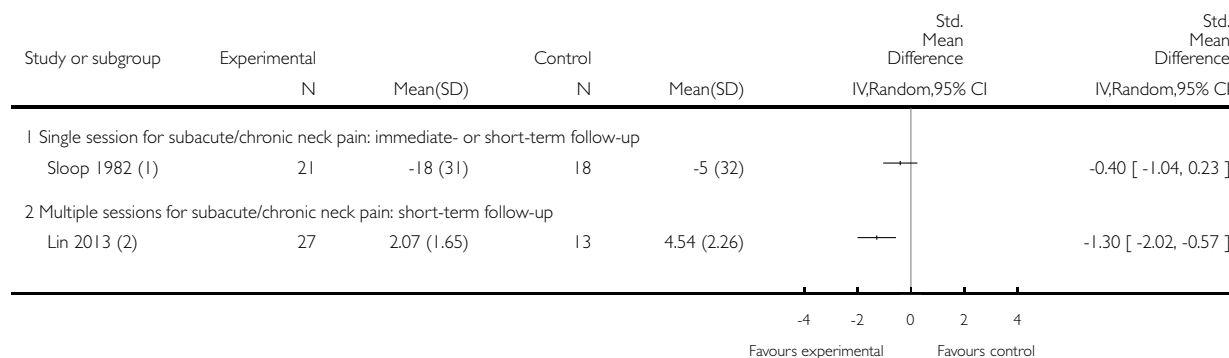 Std. Mean Difference
Std. Mean Difference
Study or subgroup Experimental Control
N Mean(SD) N Mean(SD) IV,Random,95% CI IV,Random,95% CI
1 Single session for subacute/chronic neck pain: immediate- or short-term follow-up
Sloop 1982 (1) 21 -18 (31) 18 -5 (32) -0.40 [ -1.04, 0.23 ]
2 Multiple sessions for subacute/chronic neck pain: short-term follow-up
Lin 2013 (2) 27 2.07 (1.65) 13 4.54 (2.26) -1.30 [ -2.02, -0.57 ]
-4 -2 0 2 4
Favours experimental Favours control